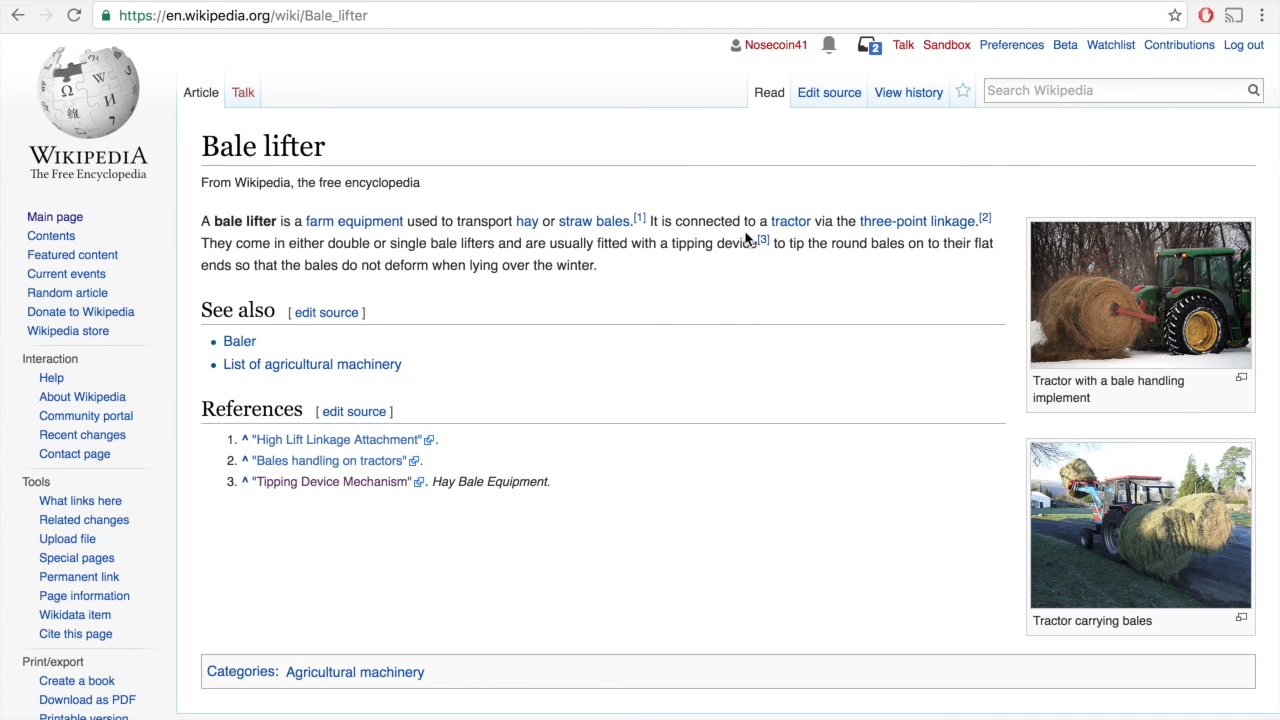 https://en.wikipedia.org/wiki/Bale_lifter
Nosecoin41 2 Talk Sandbox Preferences Beta Watchlist Contributions Log out
Article Talk Read Edit source View history Search Wikipedia
WIKIPEDIA
The Free Encyclopedia
Bale lifter
From Wikipedia, the free encyclopedia
A bale lifter is a farm equipment used to transport hay or straw bales.[1] It is connected to a tractor via the three-point linkage.[2]
They come in either double or single bale lifters and are usually fitted with a tipping device[3] to tip the round bales on to their flat
ends so that the bales do not deform when lying over the winter.
See also [ edit source ]
• Baler
• List of agricultural machinery
References [ edit source ]
1. ^ "High Lift Linkage Attachment".
2. ^ "Bales handling on tractors".
3. ^ "Tipping Device Mechanism". Hay Bale Equipment.
Tractor with a bale handling
implement
Tractor carrying bales
Categories: Agricultural machinery
Main page
Contents
Featured content
Current events
Random article
Donate to Wikipedia
Wikipedia store
Interaction
Help
About Wikipedia
Community portal
Recent changes
Contact page
Tools
What links here
Related changes
Upload file
Special pages
Permanent link
Page information
Wikidata item
Cite this page
Print/export
Create a book
Download as PDF
Printable version